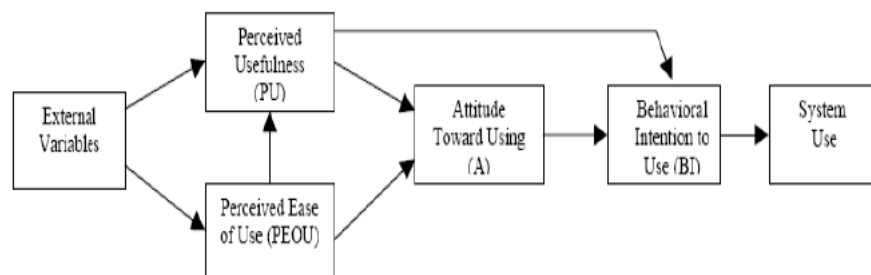 External
Variables
Perceived
Usefulness
(PU)
Perceived Ease
of Use (PEOU)
Attitude
Toward Using
(A)
Behavioral
Intention to
Use (BI)
System
Use